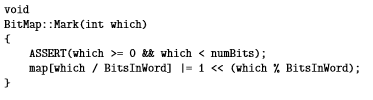 void
BitMap::Mark(int which)
{
    ASSERT(which >= 0 && which < numBits);
    map[which / BitsInWord] |= 1 << (which % BitsInWord);
}